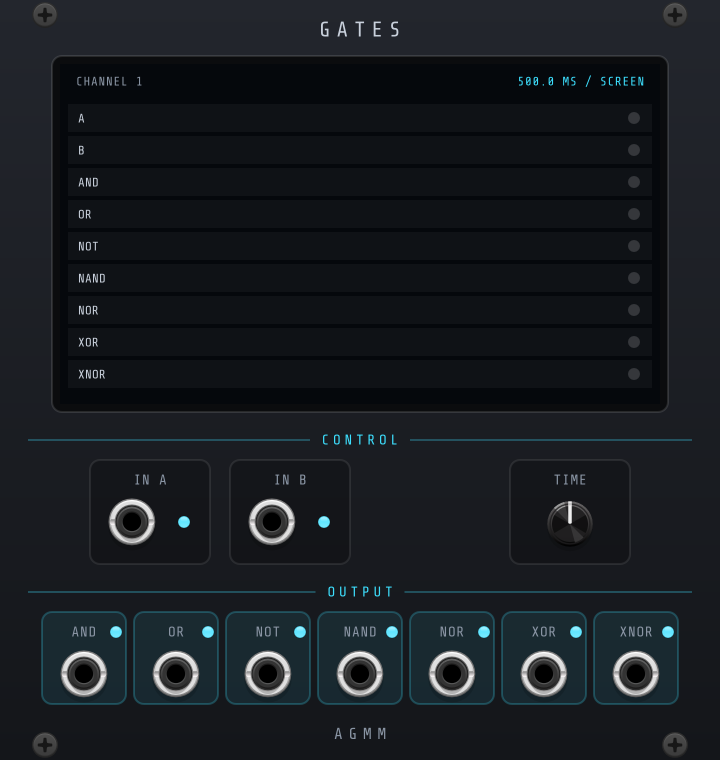 GATES
CHANNEL 1 500.0 MS / SCREEN
A
B
AND
OR
NOT
NAND
NOR
XOR
XNOR
CONTROL
IN A IN B TIME
OUTPUT
AND OR NOT NAND NOR XOR XNOR
AGMM